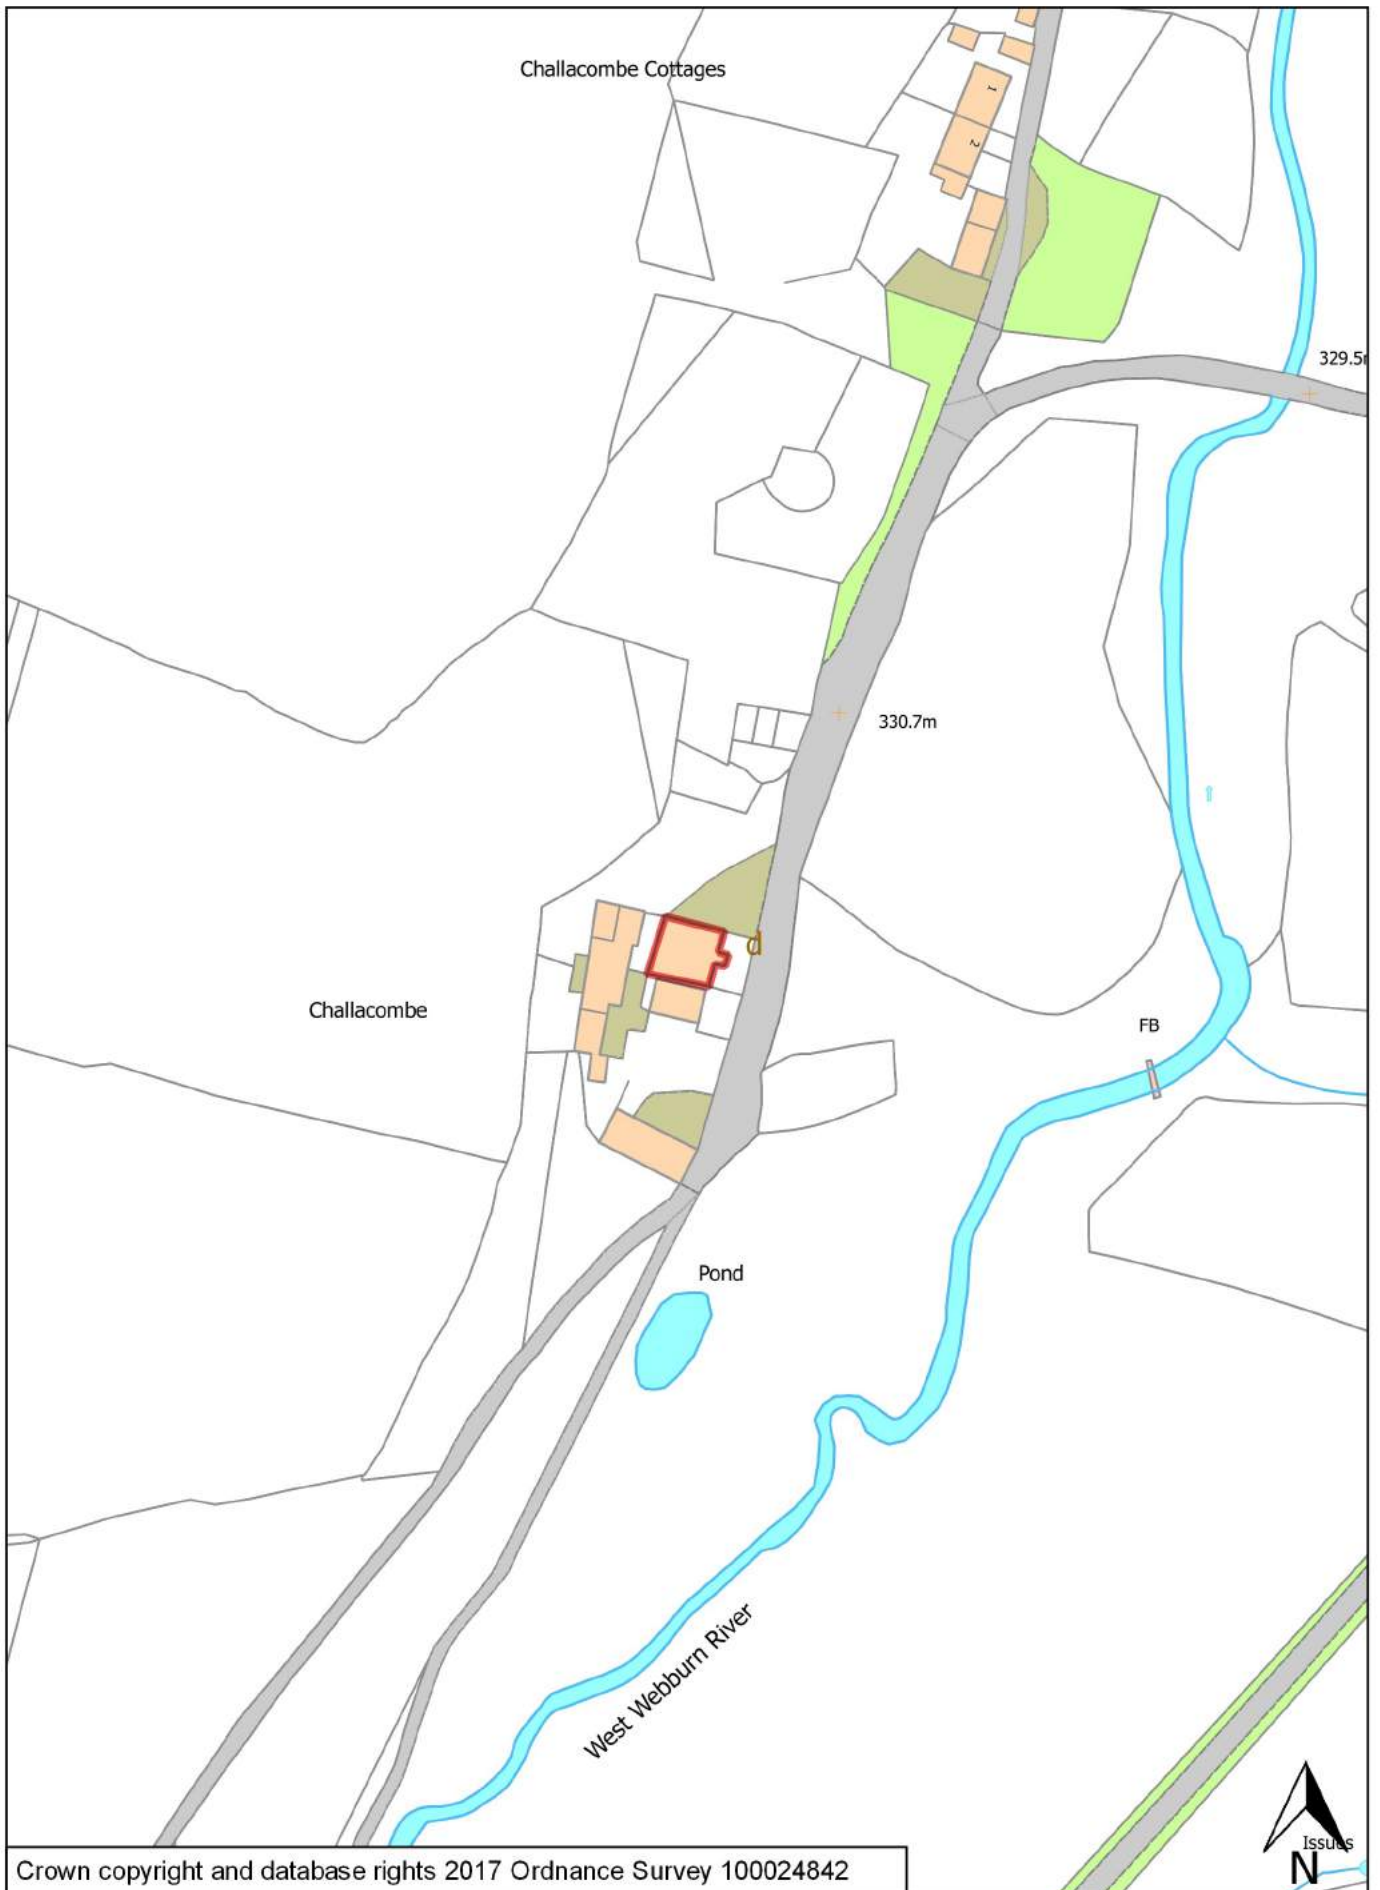 Challacombe Cottages
1
2
329.5
330.7m
d
Challacombe
FB
Pond
West Webburn River
Issues
N
Crown copyright and database rights 2017 Ordnance Survey 100024842